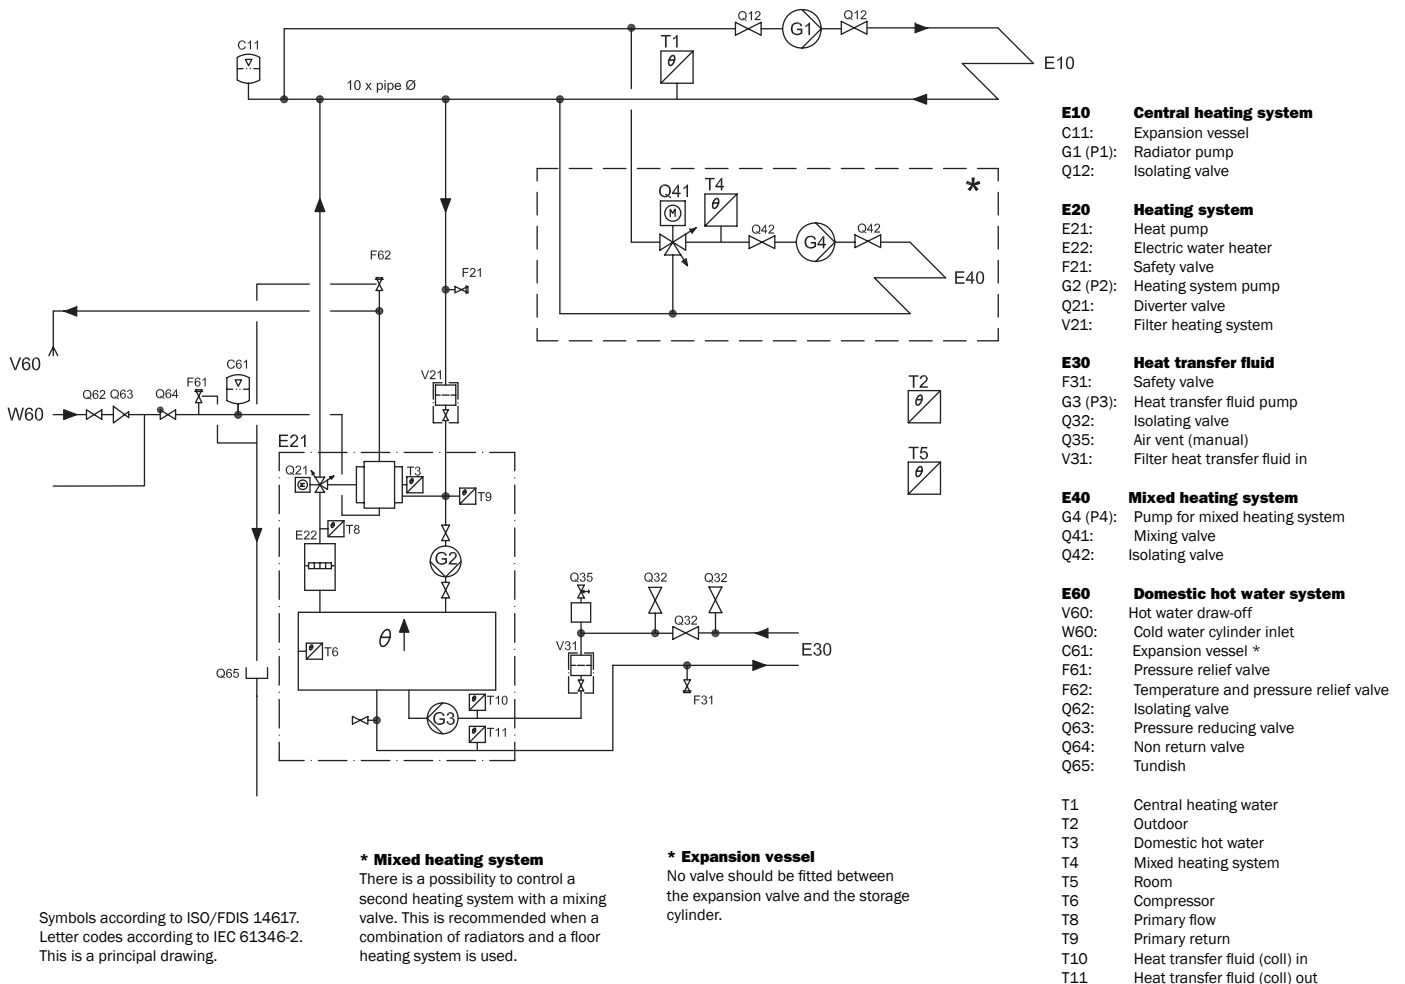 Q12
Q12
G1
C11
T1
θ
E10
10 x pipe Ø
E10 Central heating system
C11: Expansion vessel
G1 (P1): Radiator pump
Q12: Isolating valve
E20 Heating system
E21: Heat pump
E22: Electric water heater
F21: Safety valve
G2 (P2): Heating system pump
Q21: Diverter valve
V21: Filter heating system
E30 Heat transfer fluid
F31: Safety valve
G3 (P3): Heat transfer fluid pump
Q32: Isolating valve
Q35: Air vent (manual)
V31: Filter heat transfer fluid in
E40 Mixed heating system
G4 (P4): Pump for mixed heating system
Q41: Mixing valve
Q42: Isolating valve
E60 Domestic hot water system
V60: Hot water draw-off
W60: Cold water cylinder inlet
C61: Expansion vessel *
F61: Pressure relief valve
F62: Temperature and pressure relief valve
Q62: Isolating valve
Q63: Pressure reducing valve
Q64: Non return valve
Q65: Tundish
T1 Central heating water
T2 Outdoor
T3 Domestic hot water
T4 Mixed heating system
T5 Room
T6 Compressor
T8 Primary flow
T9 Primary return
T10 Heat transfer fluid (coll) in
T11 Heat transfer fluid (coll) out
*
Q41
T4
M
θ
Q42
G4
Q42
E40
F62
F21
V60
W60
Q62
Q63
Q64
F61
C61
V21
T2
θ
T5
θ
E21
Q21
M
T3
θ
T9
θ
T8
θ
E22
G2
θ
T6
θ
T10
θ
G3
T11
θ
Q65
Q35
Q32
Q32
Q32
V31
E30
F31
* Mixed heating system
There is a possibility to control a
second heating system with a mixing
valve. This is recommended when a
combination of radiators and a floor
heating system is used.
* Expansion vessel
No valve should be fitted between
the expansion valve and the storage
cylinder.
Symbols according to ISO/FDIS 14617.
Letter codes according to IEC 61346-2.
This is a principal drawing.